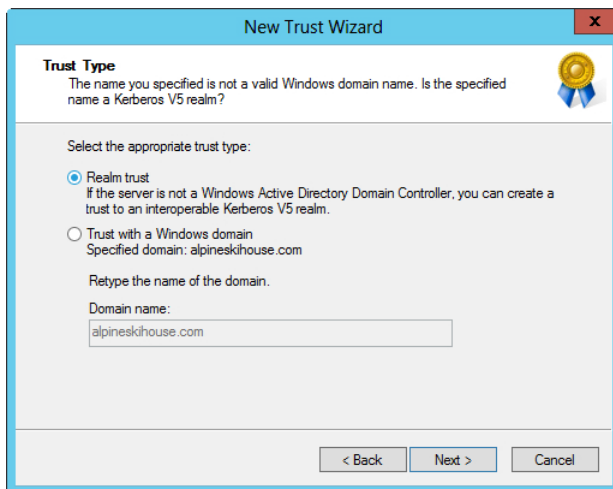 New Trust Wizard
x
Trust Type
The name you specified is not a valid Windows domain name. Is the specified
name a Kerberos V5 realm?
Select the appropriate trust type:
Realm trust
If the server is not a Windows Active Directory Domain Controller, you can create a
trust to an interoperable Kerberos V5 realm.
Trust with a Windows domain
Specified domain: alpineskihouse.com
Retype the name of the domain.
Domain name:
alpineskihouse.com
< Back
Next >
Cancel